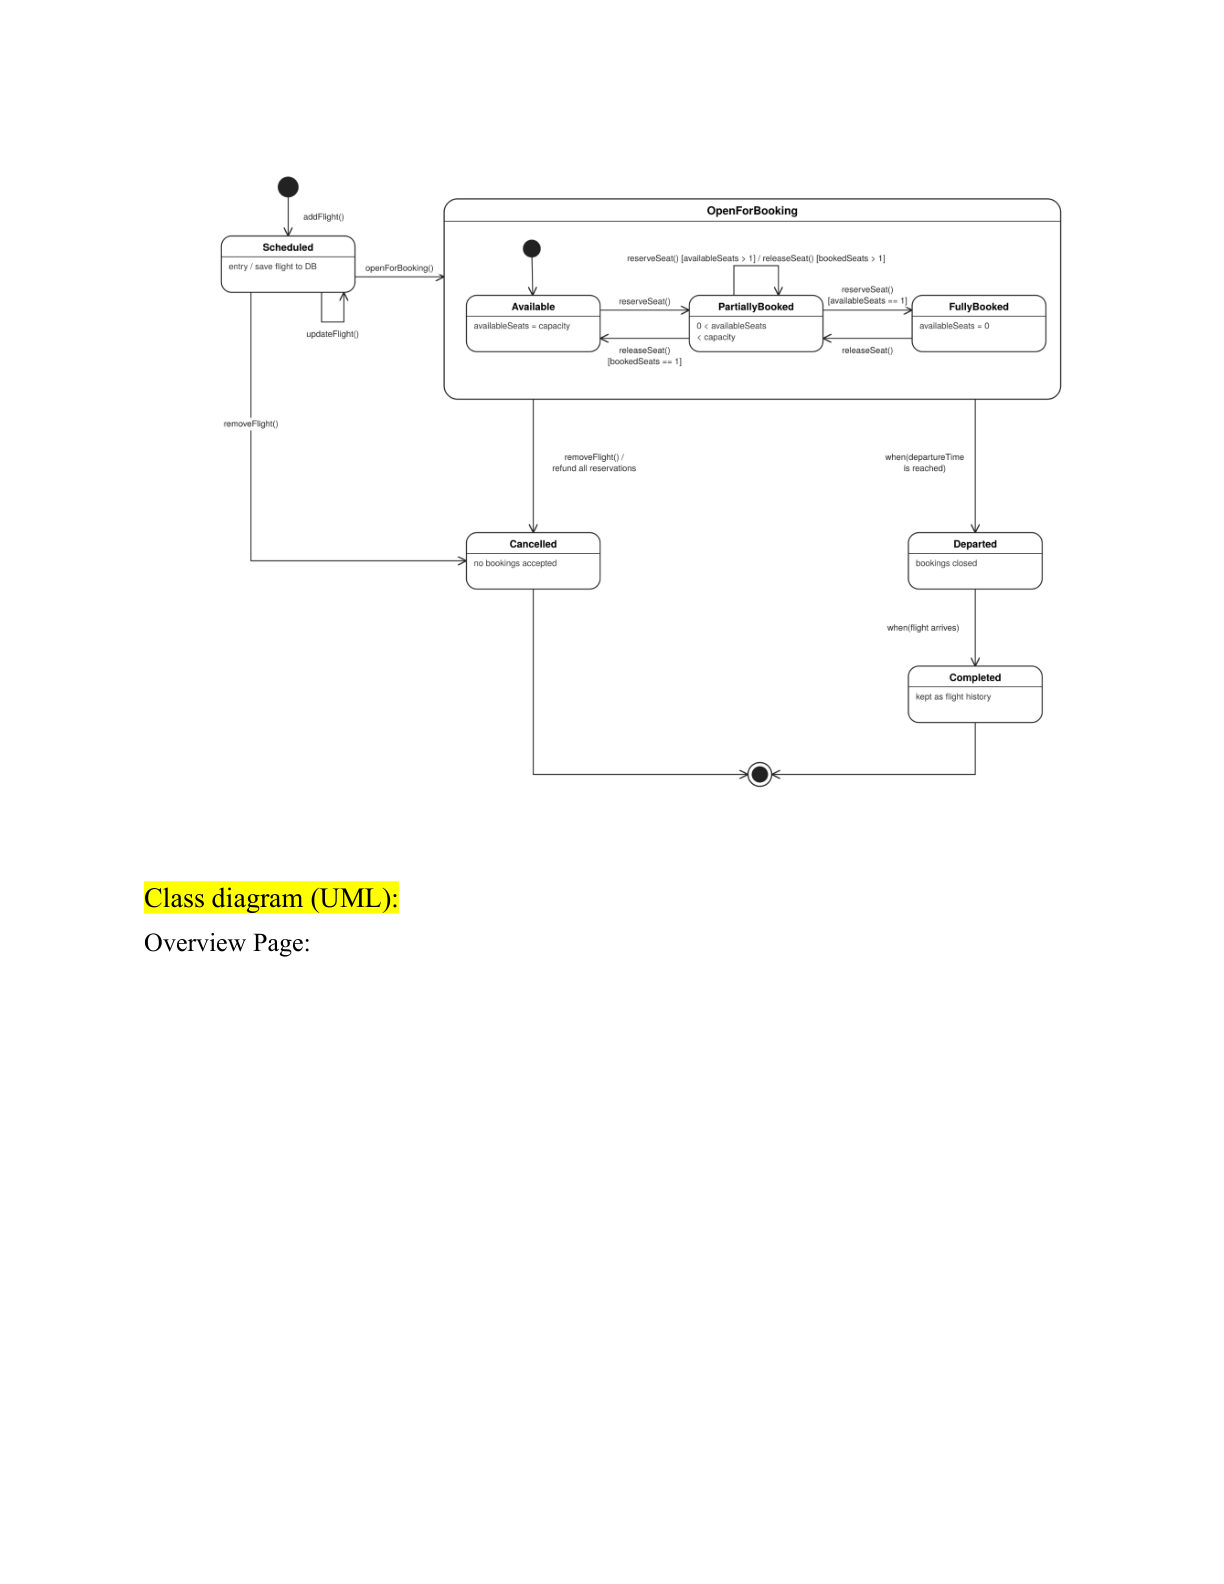 addFlight()
Scheduled
entry / save flight to DB
updateFlight()
openForBooking()
removeFlight()
OpenForBooking
Available
availableSeats = capacity
reserveSeat()
releaseSeat()
[bookedSeats == 1]
reserveSeat() [availableSeats > 1] / releaseSeat() [bookedSeats > 1]
PartiallyBooked
0 < availableSeats
< capacity
reserveSeat()
[availableSeats == 1]
releaseSeat()
FullyBooked
availableSeats = 0
removeFlight() /
refund all reservations
when(departureTime
is reached)
Cancelled
no bookings accepted
Departed
bookings closed
when(flight arrives)
Completed
kept as flight history
Class diagram (UML):
Overview Page: